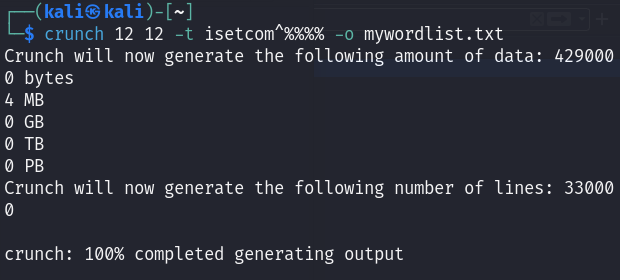 ┌──(kali㉿kali)-[~]
└─$ crunch 12 12 -t isetcom^%%%% -o mywordlist.txt
Crunch will now generate the following amount of data: 429000
0 bytes
4 MB
0 GB
0 TB
0 PB
Crunch will now generate the following number of lines: 33000
0
crunch: 100% completed generating output